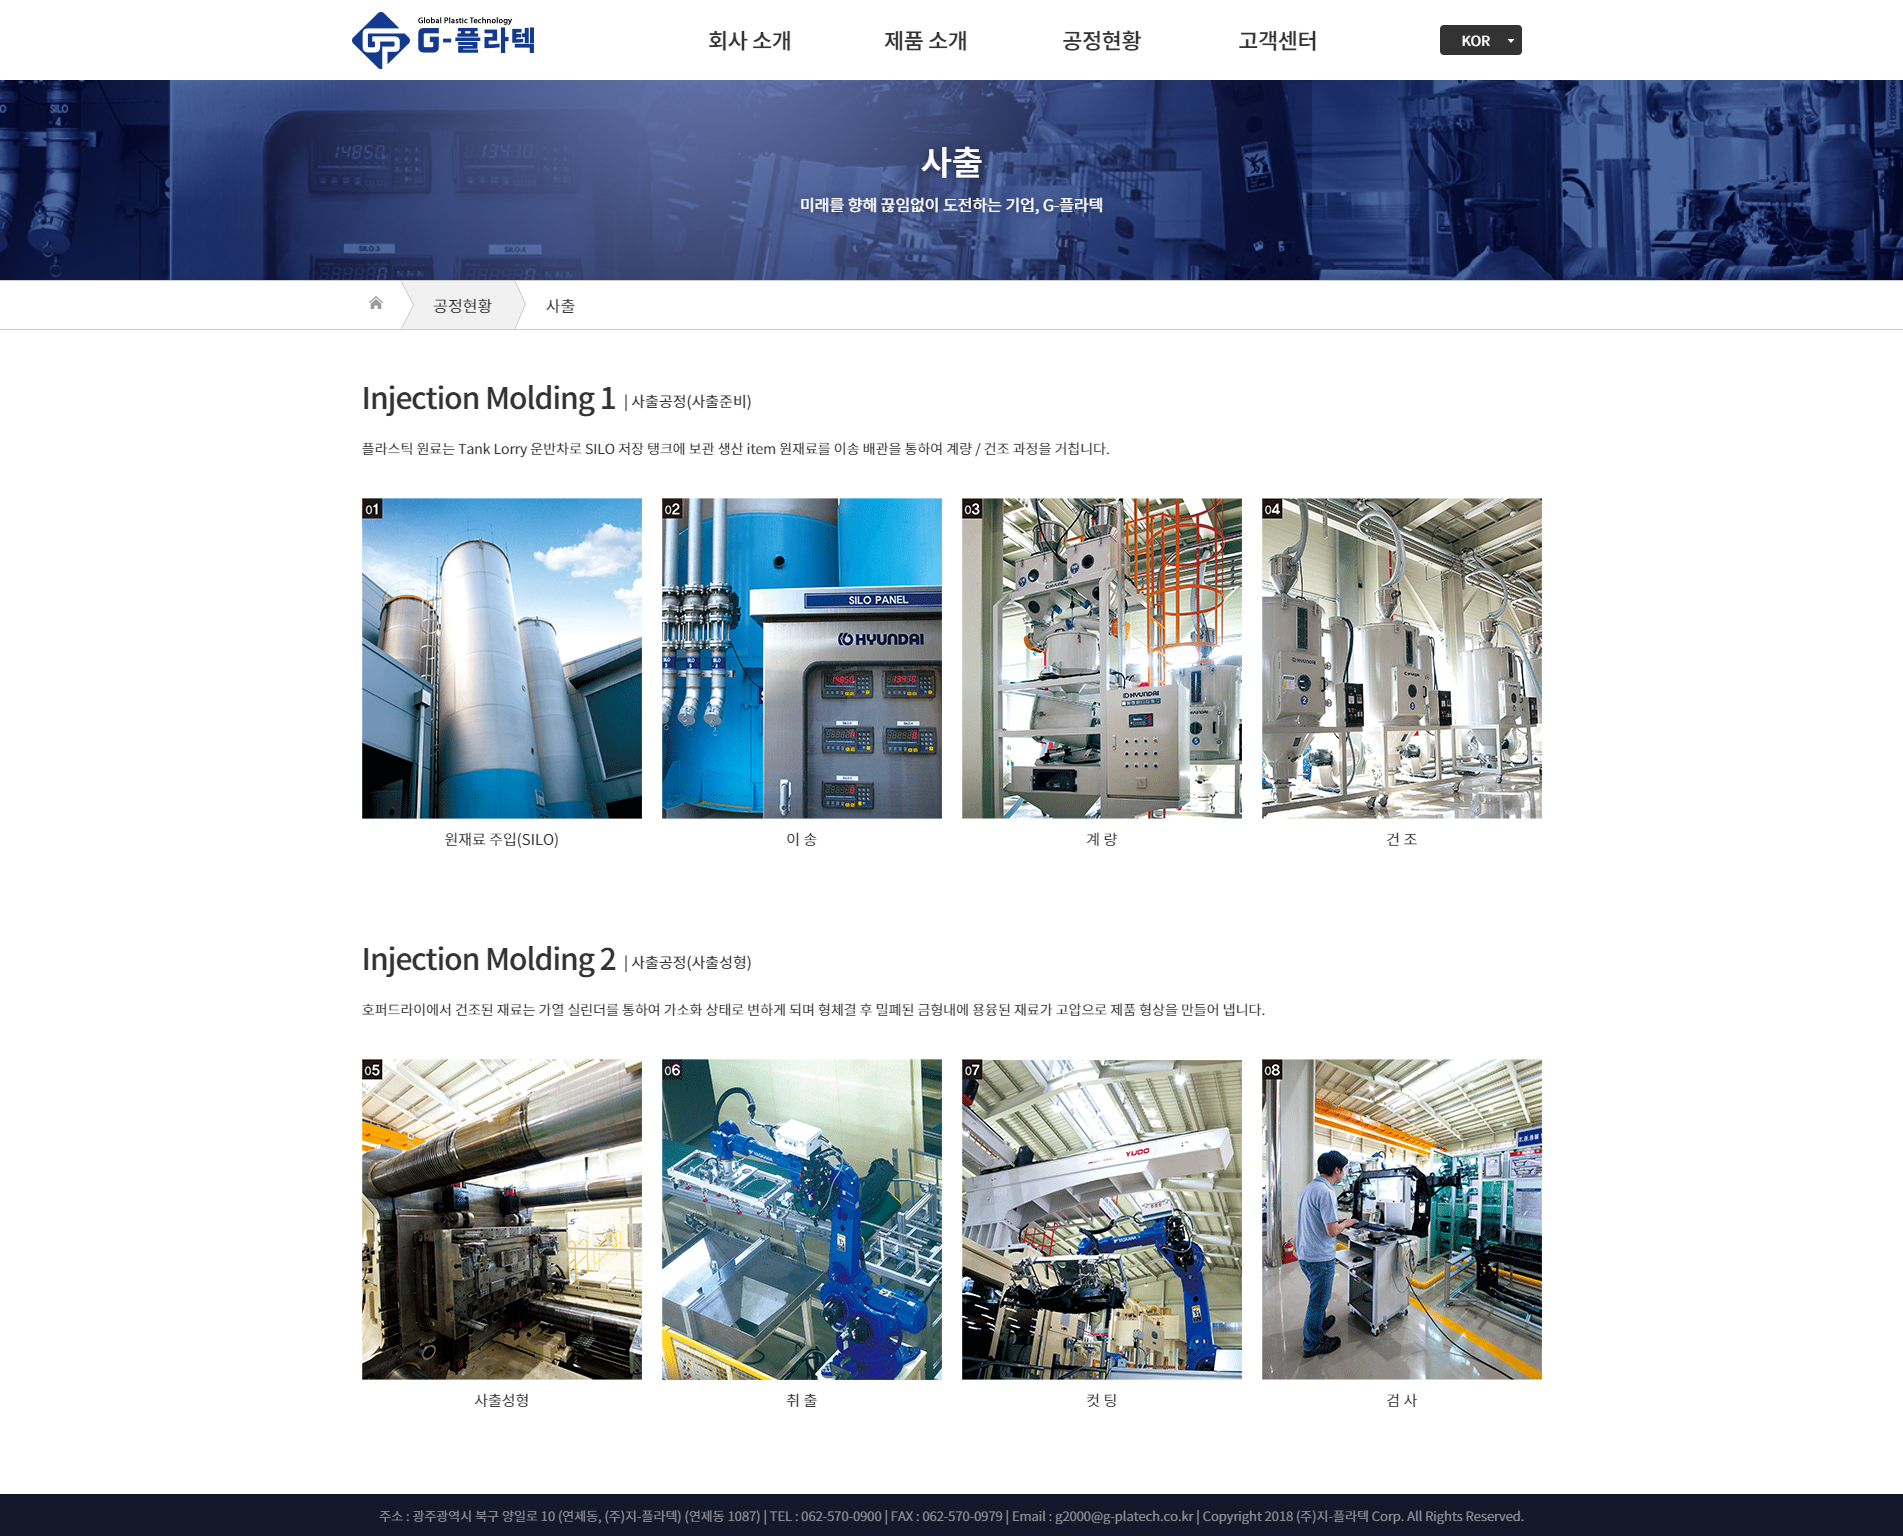 Global Plastic Technology
G-플라텍
회사 소개
제품 소개
공정현황
고객센터
KOR
사출
미래를 향해 끊임없이 도전하는 기업, G-플라텍
공정현황
사출
Injection Molding 1 | 사출공정(사출준비)
플라스틱 원료는 Tank Lorry 운반차로 SILO 저장 탱크에 보관 생산 item 원재료를 이송 배관을 통하여 계량 / 건조 과정을 거칩니다.
01
02
SILO PANEL
HYUNDAI
03
HYUNDAI
04
HYUNDAI
원재료 주입(SILO)
이 송
계 량
건 조
Injection Molding 2 | 사출공정(사출성형)
호퍼드라이에서 건조된 재료는 가열 실린더를 통하여 가소화 상태로 변하게 되며 형체결 후 밀폐된 금형내에 용융된 재료가 고압으로 제품 형상을 만들어 냅니다.
05
06
YASKAWA
07
YUDO
YASKAWA
08
사출성형
취 출
컷 팅
검 사
주소 : 광주광역시 북구 양일로 10 (연제동, (주)지-플라텍) (연제동 1087) | TEL : 062-570-0900 | FAX : 062-570-0979 | Email : g2000@g-platech.co.kr | Copyright 2018 (주)지-플라텍 Corp. All Rights Reserved.